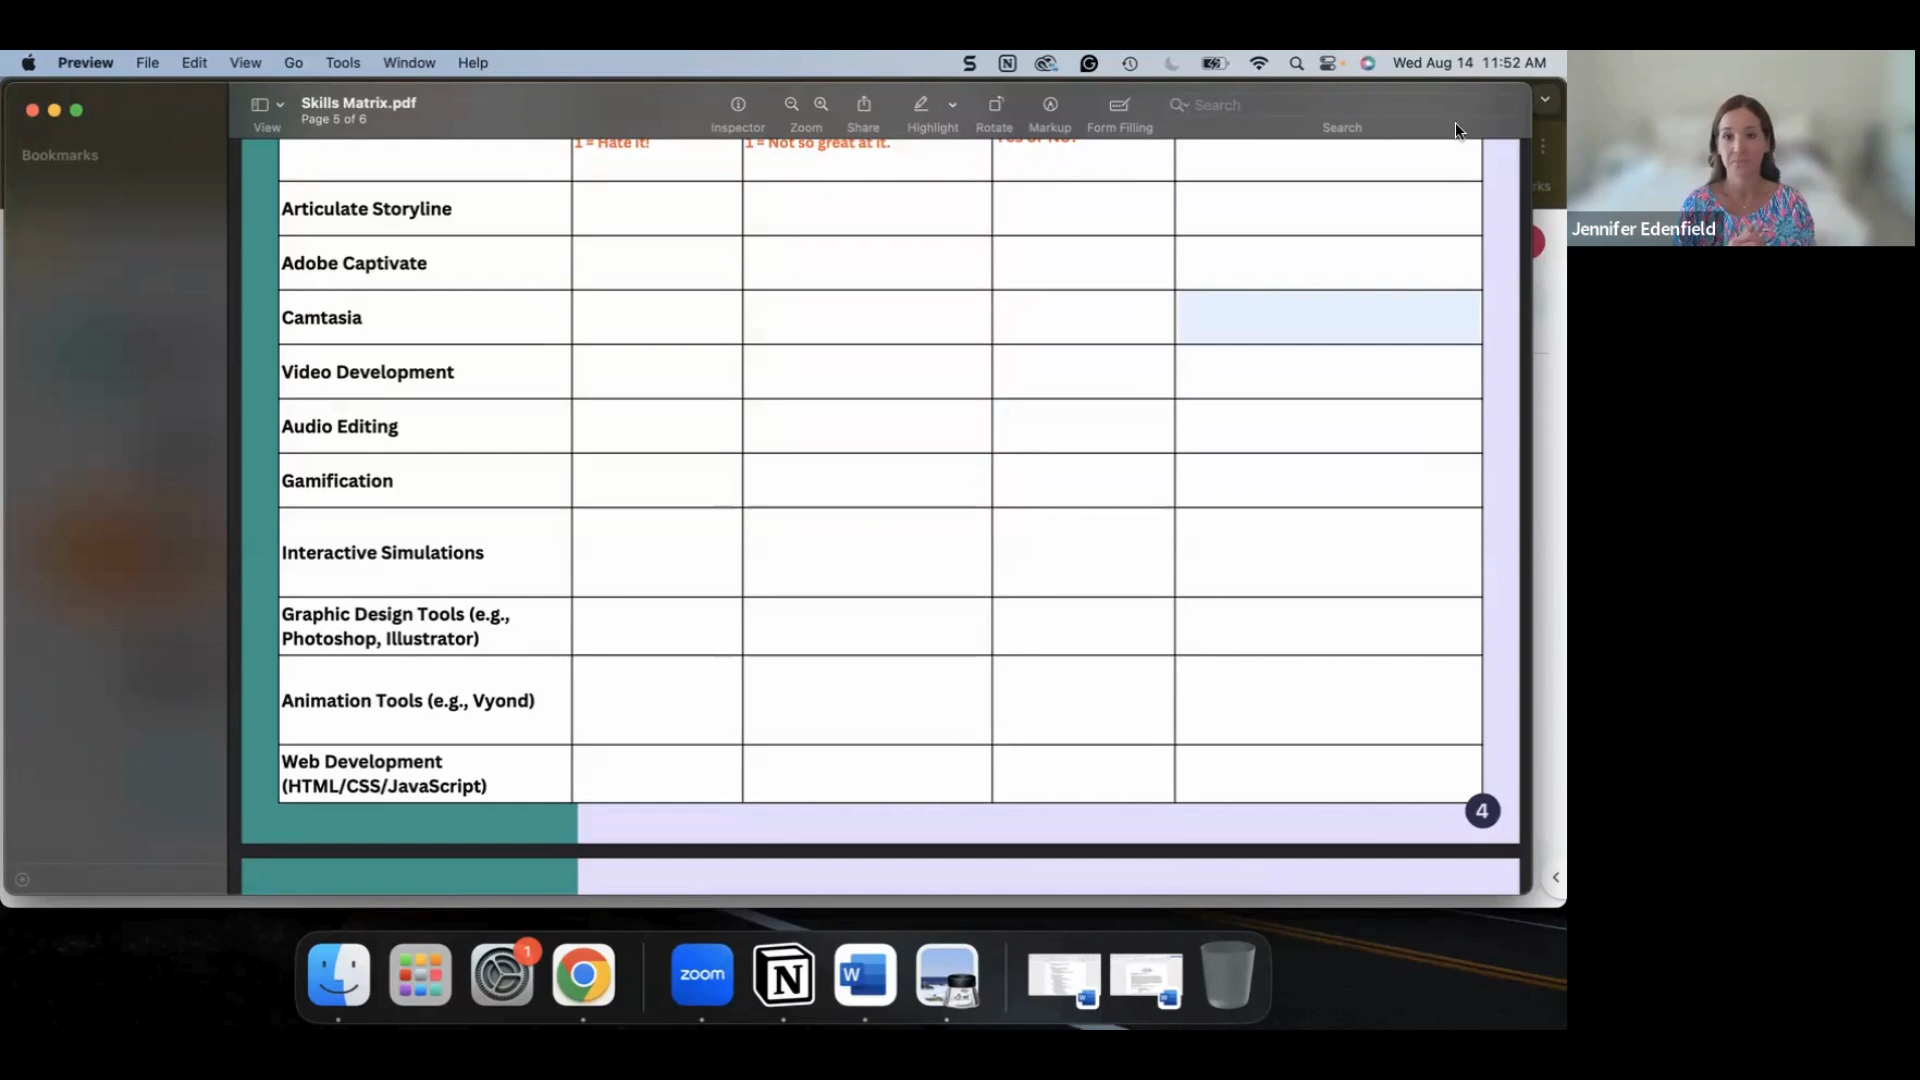 Preview File Edit View Go Tools Window Help
Wed Aug 14 11:52 AM
Skills Matrix.pdf
Page 5 of 6
View
Inspector
Zoom
Share
Highlight
Rotate
Markup
Form Filling
Search
Search
Bookmarks
1 = Hate it!
1 = Not so great at it.
Articulate Storyline
Adobe Captivate
Camtasia
Video Development
Audio Editing
Gamification
Interactive Simulations
Graphic Design Tools (e.g.,
Photoshop, Illustrator)
Animation Tools (e.g., Vyond)
Web Development
(HTML/CSS/JavaScript)
4
Jennifer Edenfield
1
zoom
N
W